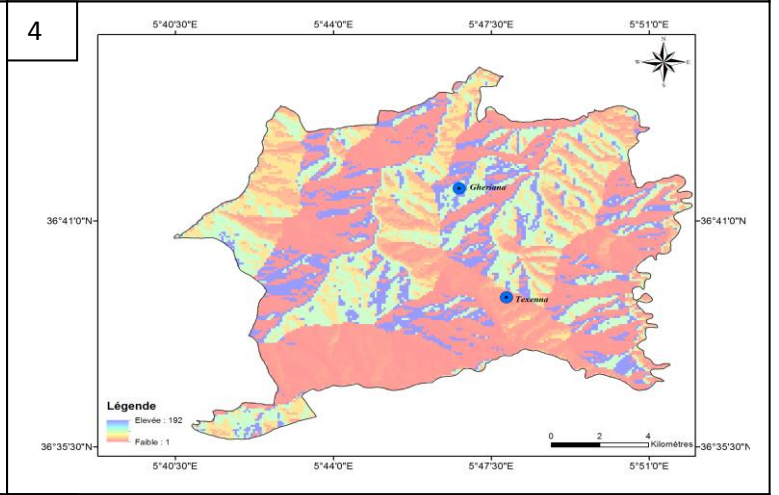 4
5°40'30"E 5°44'0"E 5°47'30"E 5°51'0"E
N
W E
S
Gheriana
36°41'0"N 36°41'0"N
Texenna
Légende
Elevée : 192
Faible : 1
0 2 4
Kilomètres
36°35'30"N 36°35'30"N
5°40'30"E 5°44'0"E 5°47'30"E 5°51'0"E